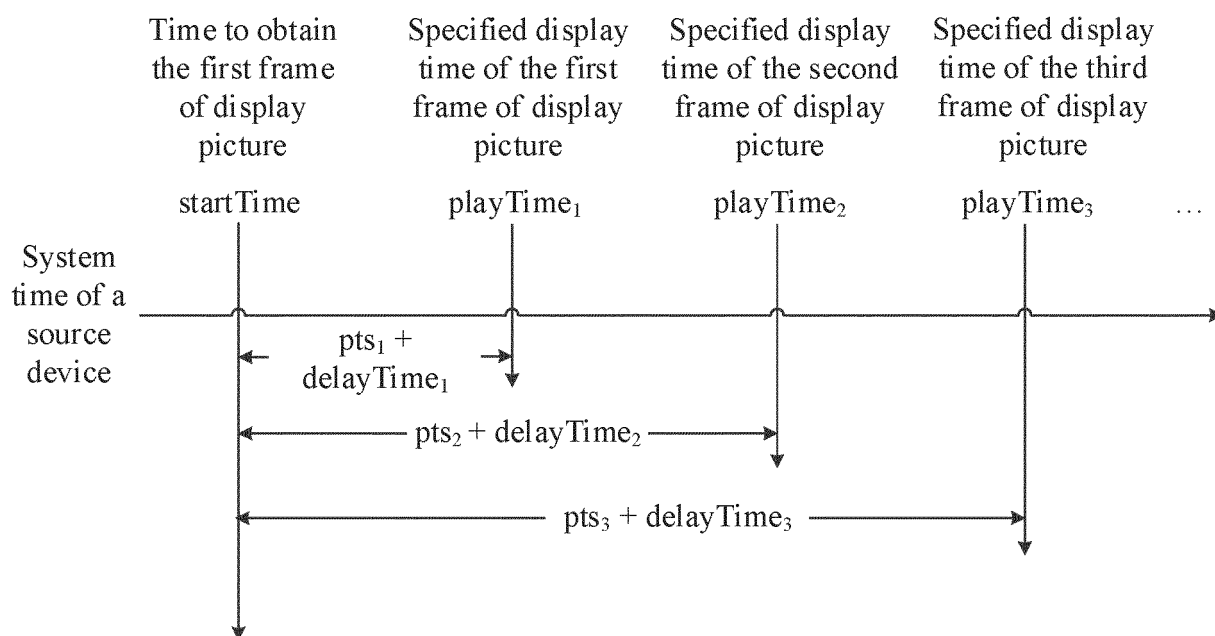 Time to obtain
the first frame
of display
picture
startTime
Specified display
time of the first
frame of display
picture
playTime₁
Specified display
time of the second
frame of display
picture
playTime₂
Specified display
time of the third
frame of display
picture
playTime₃
...
System
time of a
source
device
pts₁ +
delayTime₁
pts₂ + delayTime₂
pts₃ + delayTime₃